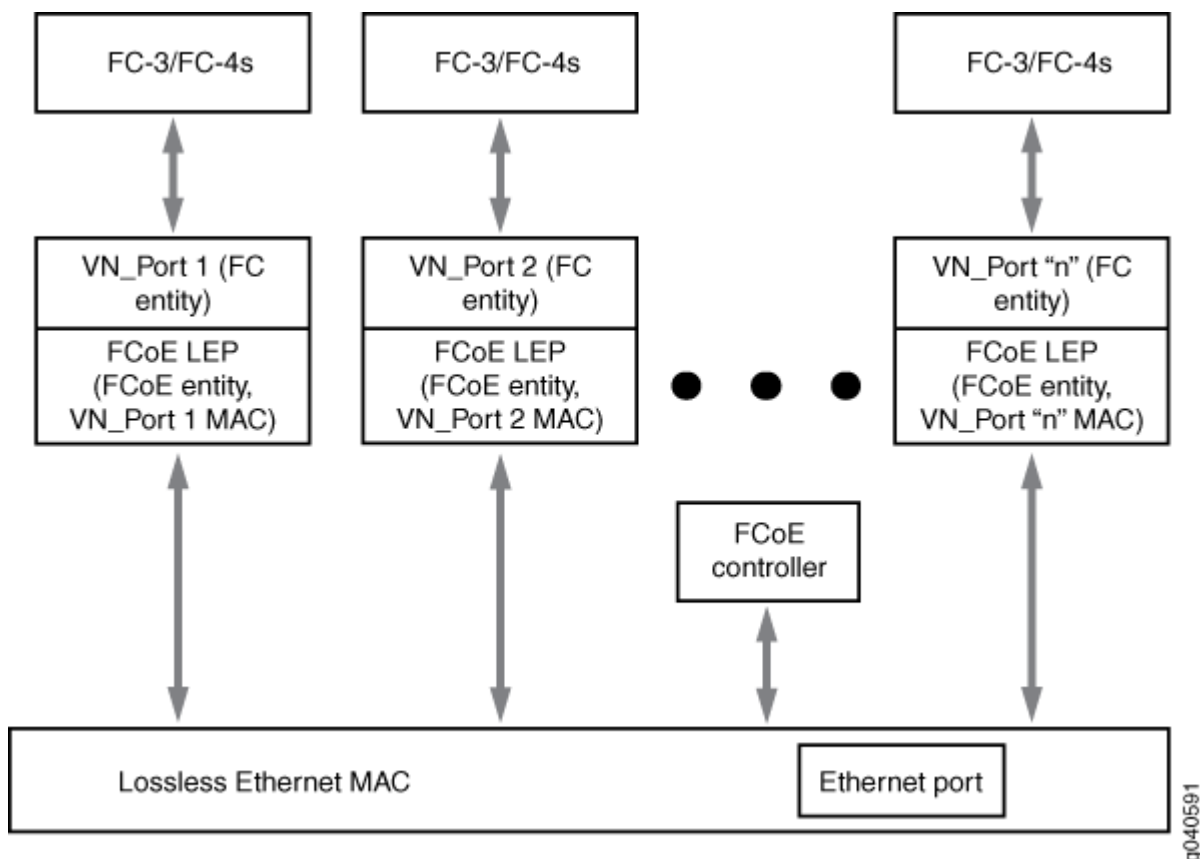 FC-3/FC-4s
FC-3/FC-4s
FC-3/FC-4s
VN_Port 1 (FC
entity)
FCoE LEP
(FCoE entity,
VN_Port 1 MAC)
VN_Port 2 (FC
entity)
FCoE LEP
(FCoE entity,
VN_Port 2 MAC)
VN_Port “n” (FC
entity)
FCoE LEP
(FCoE entity,
VN_Port “n” MAC)
FCoE
controller
Lossless Ethernet MAC
Ethernet port
g040591